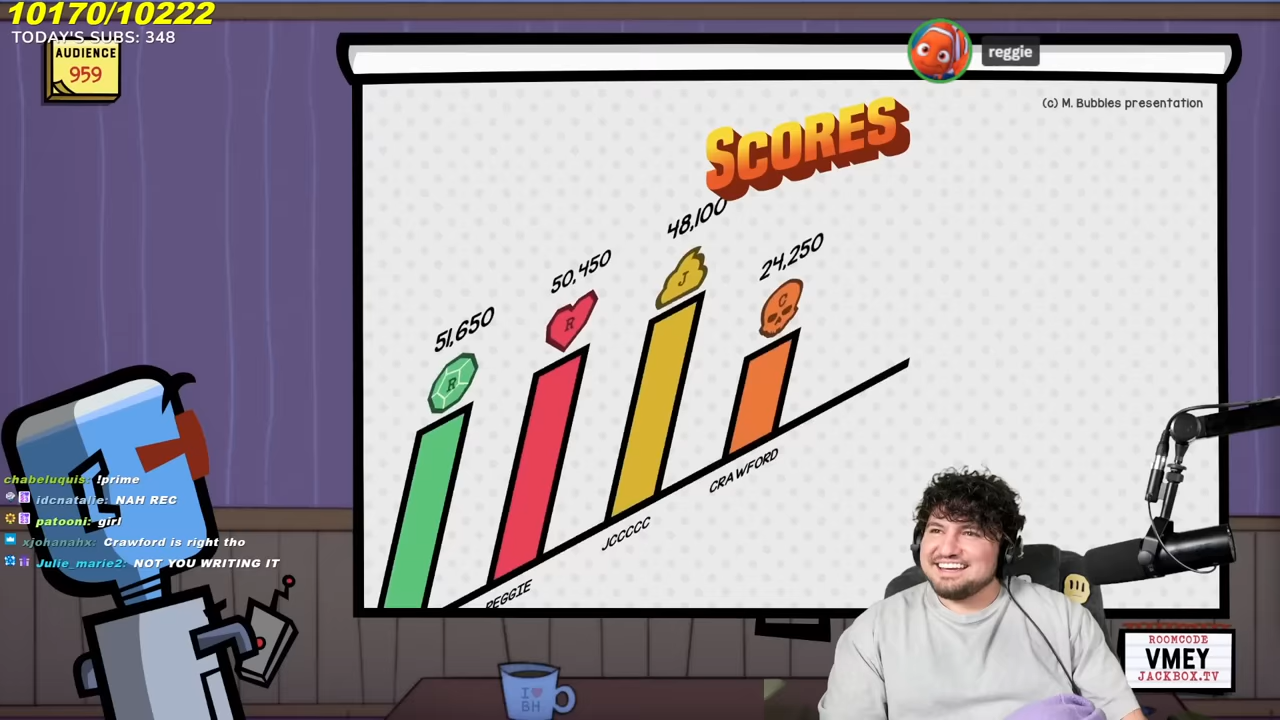 10170/10222
TODAY'S SUBS: 348
AUDIENCE
959
reggie
(c) M. Bubbles presentation
SCORES
51,650
50,450
48,100
24,250
R
R
J
C
REGGIE
JCCCCC
CRAWFORD
chabeluquis: !prime
idcnatalie: NAH REC
patooni: girl
xjohanahx: Crawford is right tho
Julie_marie2: NOT YOU WRITING IT
I ❤ BH
ROOMCODE
VMEY
JACKBOX.TV